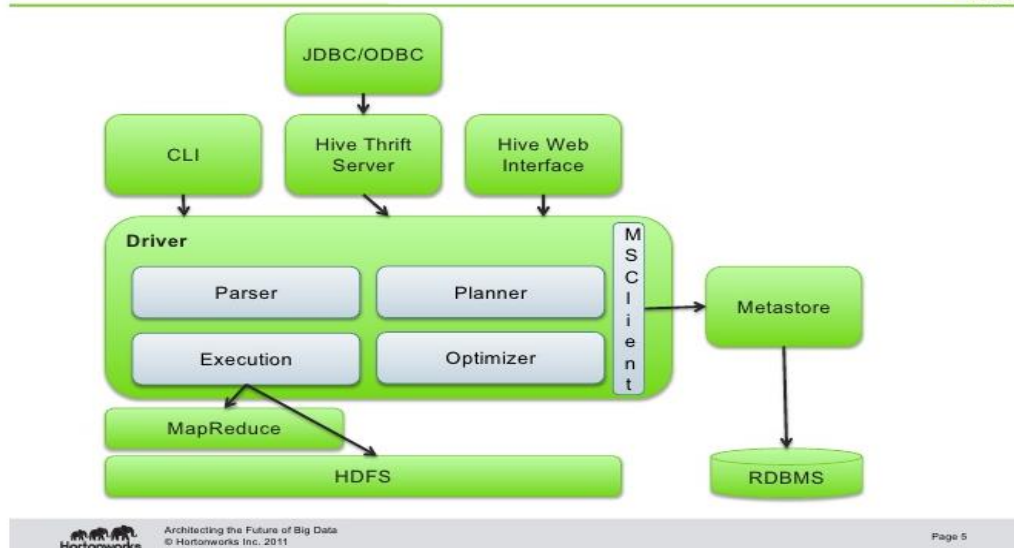 JDBC/ODBC
CLI
Hive Thrift
Server
Hive Web
Interface
Driver
MSClient
Parser
Planner
Execution
Optimizer
Metastore
MapReduce
HDFS
RDBMS
Hortonworks
Architecting the Future of Big Data
© Hortonworks Inc. 2011
Page 5